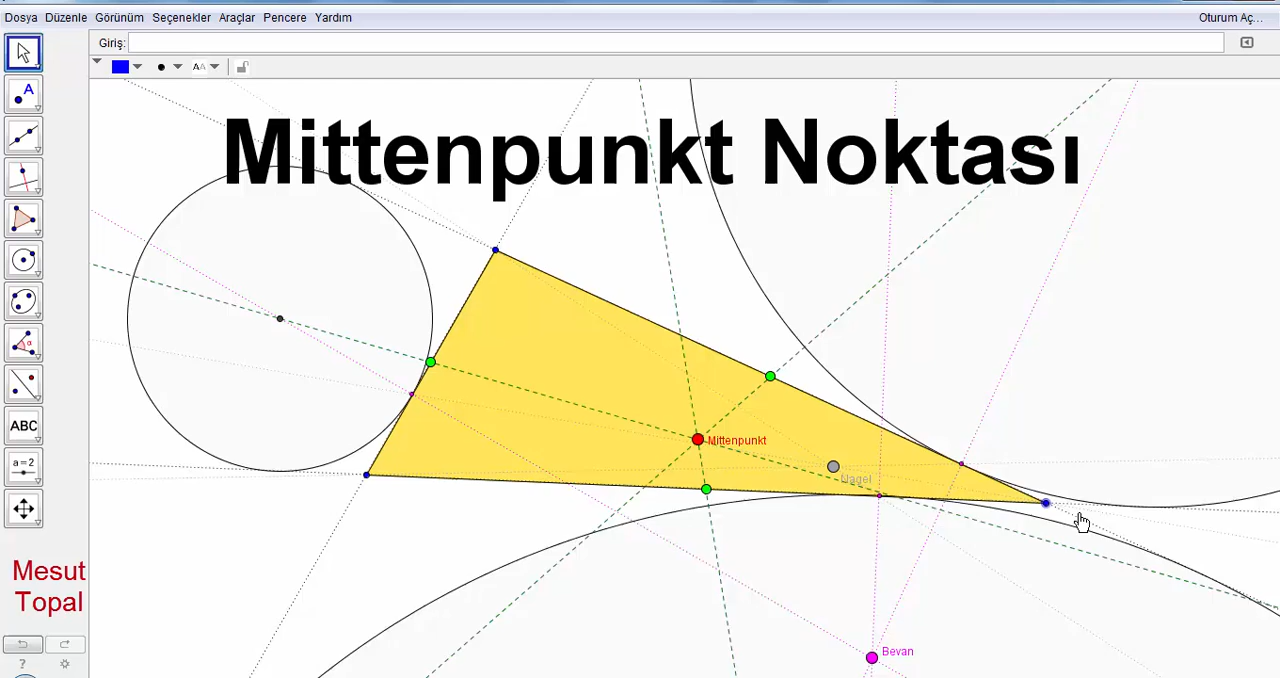 Dosya Düzenle Görünüm Seçenekler Araçlar Pencere Yardım Oturum Aç...
Giriş:
AA
Mittenpunkt Noktası
A
α
ABC
a=2
Mittenpunkt
Nagel
Bevan
Mesut
Topal
?